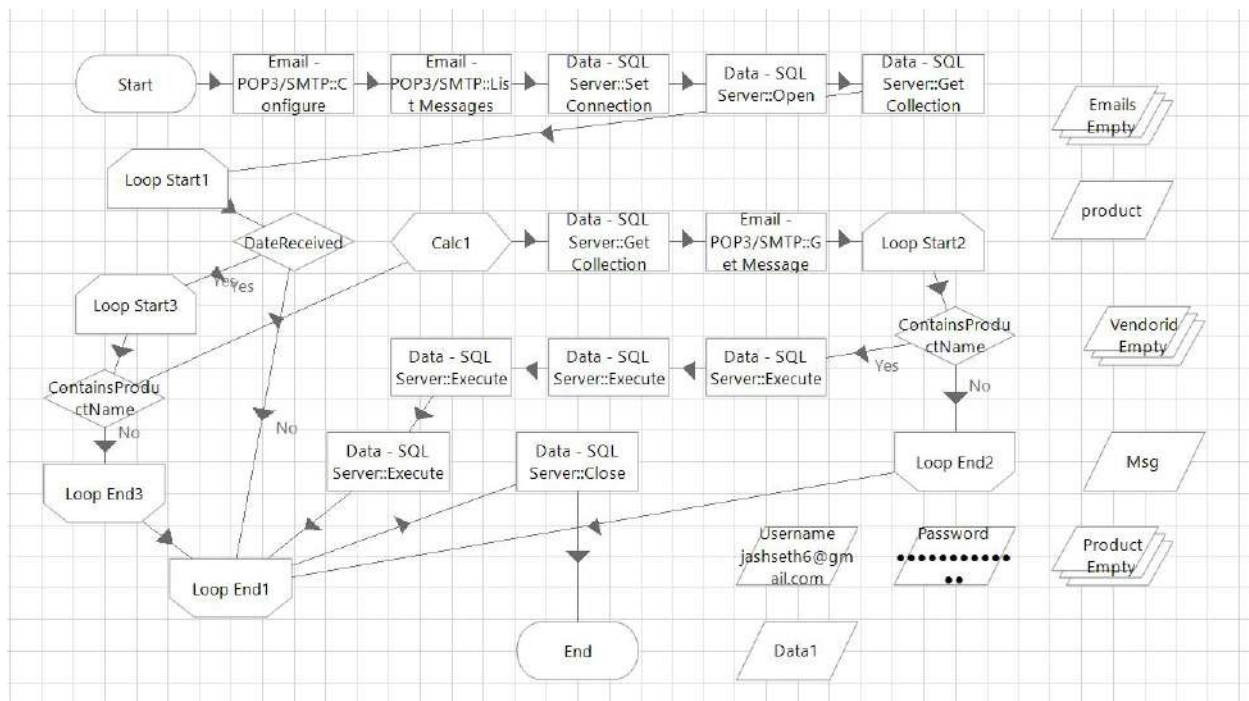 Start
Email -
POP3/SMTP::C
onfigure
Email -
POP3/SMTP::Lis
t Messages
Data - SQL
Server::Set
Connection
Data - SQL
Server::Open
Data - SQL
Server::Get
Collection
Emails
Empty
Loop Start1
product
DateReceived
Calc1
Data - SQL
Server::Get
Collection
Email -
POP3/SMTP::G
et Message
Loop Start2
Yes
Yes
Loop Start3
ContainsProdu
ctName
Vendorid
Empty
Data - SQL
Server::Execute
Data - SQL
Server::Execute
Data - SQL
Server::Execute
Yes
No
ContainsProdu
ctName
No
No
Data - SQL
Server::Execute
Data - SQL
Server::Close
Loop End2
Msg
Loop End3
Username
jashseth6@gm
ail.com
Password
••••••••••
••
Product
Empty
Loop End1
End
Data1